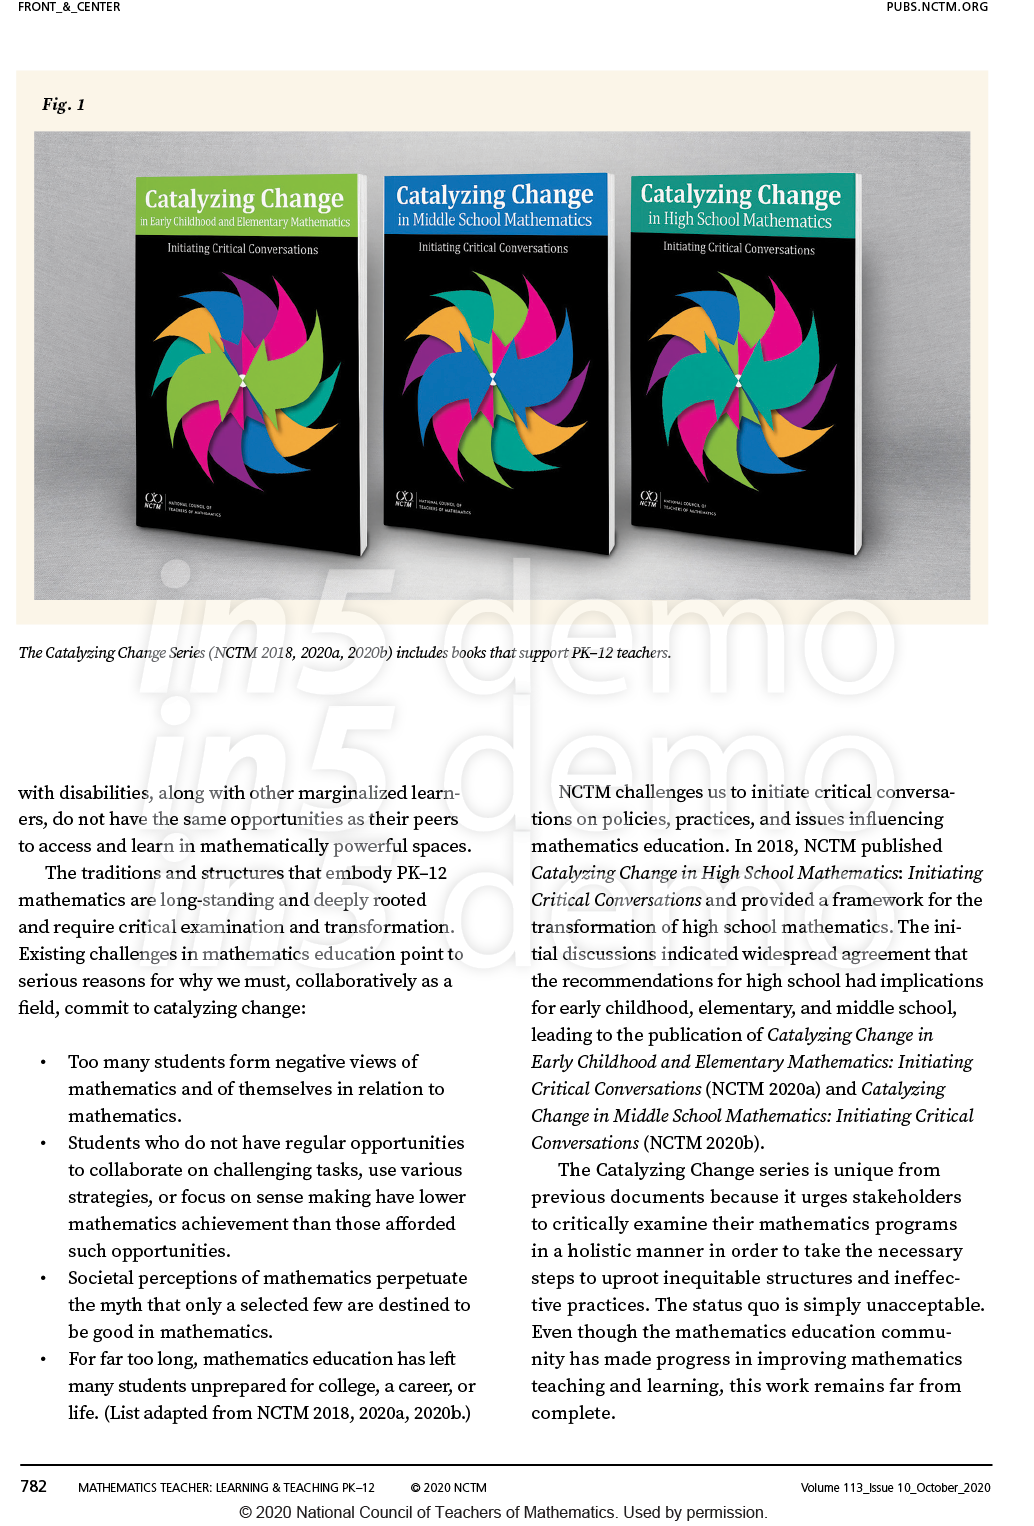 FRONT_&_CENTER
PUBS.NCTM.ORG
Fig. 1
Catalyzing Change
in Early Childhood and Elementary Mathematics
Initiating Critical Conversations
NCTM
NATIONAL COUNCIL OF
TEACHERS OF MATHEMATICS
Catalyzing Change
in Middle School Mathematics
Initiating Critical Conversations
NCTM
NATIONAL COUNCIL OF
TEACHERS OF MATHEMATICS
Catalyzing Change
in High School Mathematics
Initiating Critical Conversations
NCTM
NATIONAL COUNCIL OF
TEACHERS OF MATHEMATICS
in5 demo
in5 demo
in5 demo
The Catalyzing Change Series (NCTM 2018, 2020a, 2020b) includes books that support PK–12 teachers.
with disabilities, along with other marginalized learn-
ers, do not have the same opportunities as their peers
to access and learn in mathematically powerful spaces.
The traditions and structures that embody PK–12
mathematics are long-standing and deeply rooted
and require critical examination and transformation.
Existing challenges in mathematics education point to
serious reasons for why we must, collaboratively as a
field, commit to catalyzing change:
• Too many students form negative views of
mathematics and of themselves in relation to
mathematics.
• Students who do not have regular opportunities
to collaborate on challenging tasks, use various
strategies, or focus on sense making have lower
mathematics achievement than those afforded
such opportunities.
• Societal perceptions of mathematics perpetuate
the myth that only a selected few are destined to
be good in mathematics.
• For far too long, mathematics education has left
many students unprepared for college, a career, or
life. (List adapted from NCTM 2018, 2020a, 2020b.)
NCTM challenges us to initiate critical conversa-
tions on policies, practices, and issues influencing
mathematics education. In 2018, NCTM published
Catalyzing Change in High School Mathematics: Initiating
Critical Conversations and provided a framework for the
transformation of high school mathematics. The ini-
tial discussions indicated widespread agreement that
the recommendations for high school had implications
for early childhood, elementary, and middle school,
leading to the publication of Catalyzing Change in
Early Childhood and Elementary Mathematics: Initiating
Critical Conversations (NCTM 2020a) and Catalyzing
Change in Middle School Mathematics: Initiating Critical
Conversations (NCTM 2020b).
The Catalyzing Change series is unique from
previous documents because it urges stakeholders
to critically examine their mathematics programs
in a holistic manner in order to take the necessary
steps to uproot inequitable structures and ineffec-
tive practices. The status quo is simply unacceptable.
Even though the mathematics education commu-
nity has made progress in improving mathematics
teaching and learning, this work remains far from
complete.
782 MATHEMATICS TEACHER: LEARNING & TEACHING PK–12 © 2020 NCTM
Volume 113_Issue 10_October_2020
© 2020 National Council of Teachers of Mathematics. Used by permission.